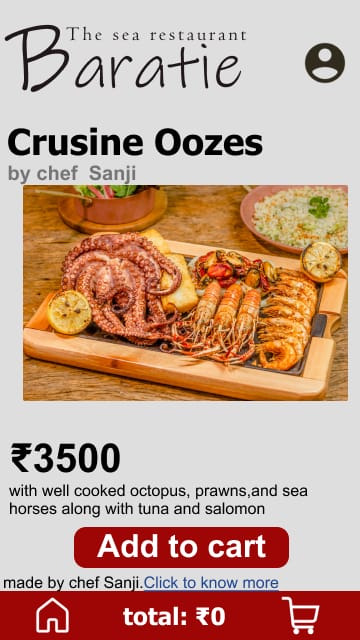 The sea restaurant
Baratie
Crusine Oozes
by chef Sanji
₹3500
with well cooked octopus, prawns,and sea
horses along with tuna and salomon
Add to cart
made by chef Sanji.Click to know more
total: ₹0